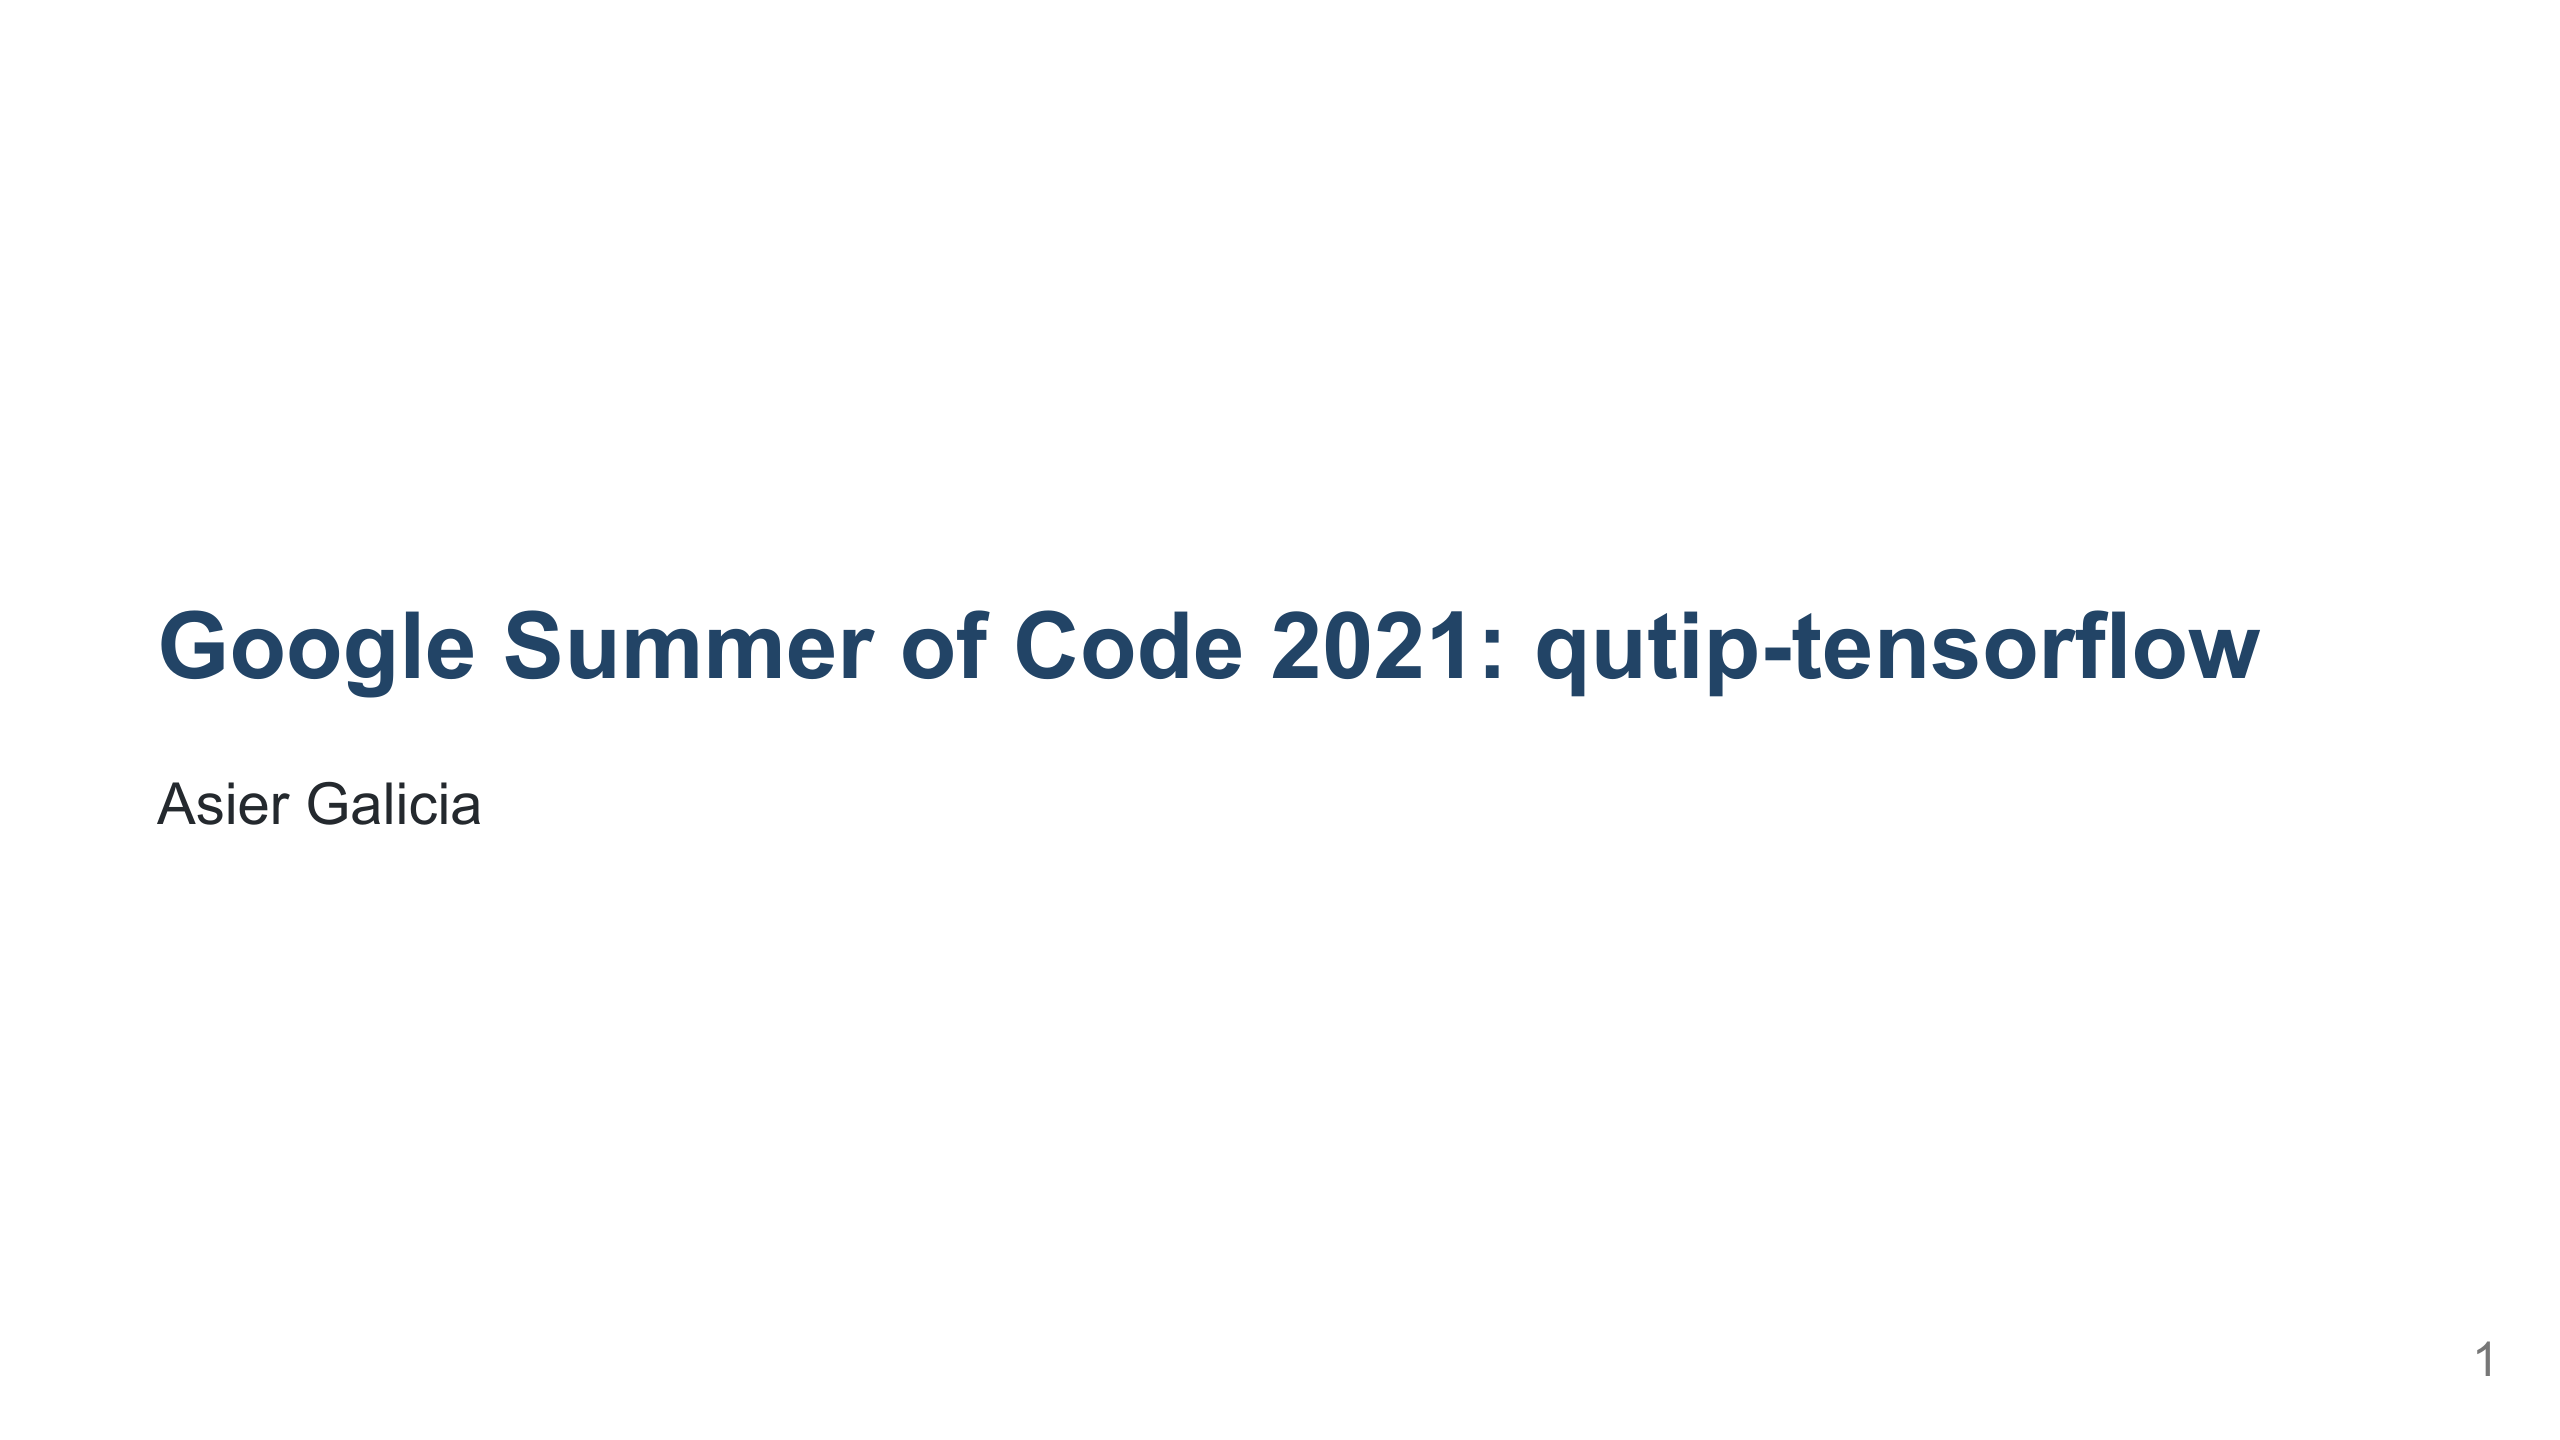 Google Summer of Code 2021: qutip-tensorflow
Asier Galicia
1